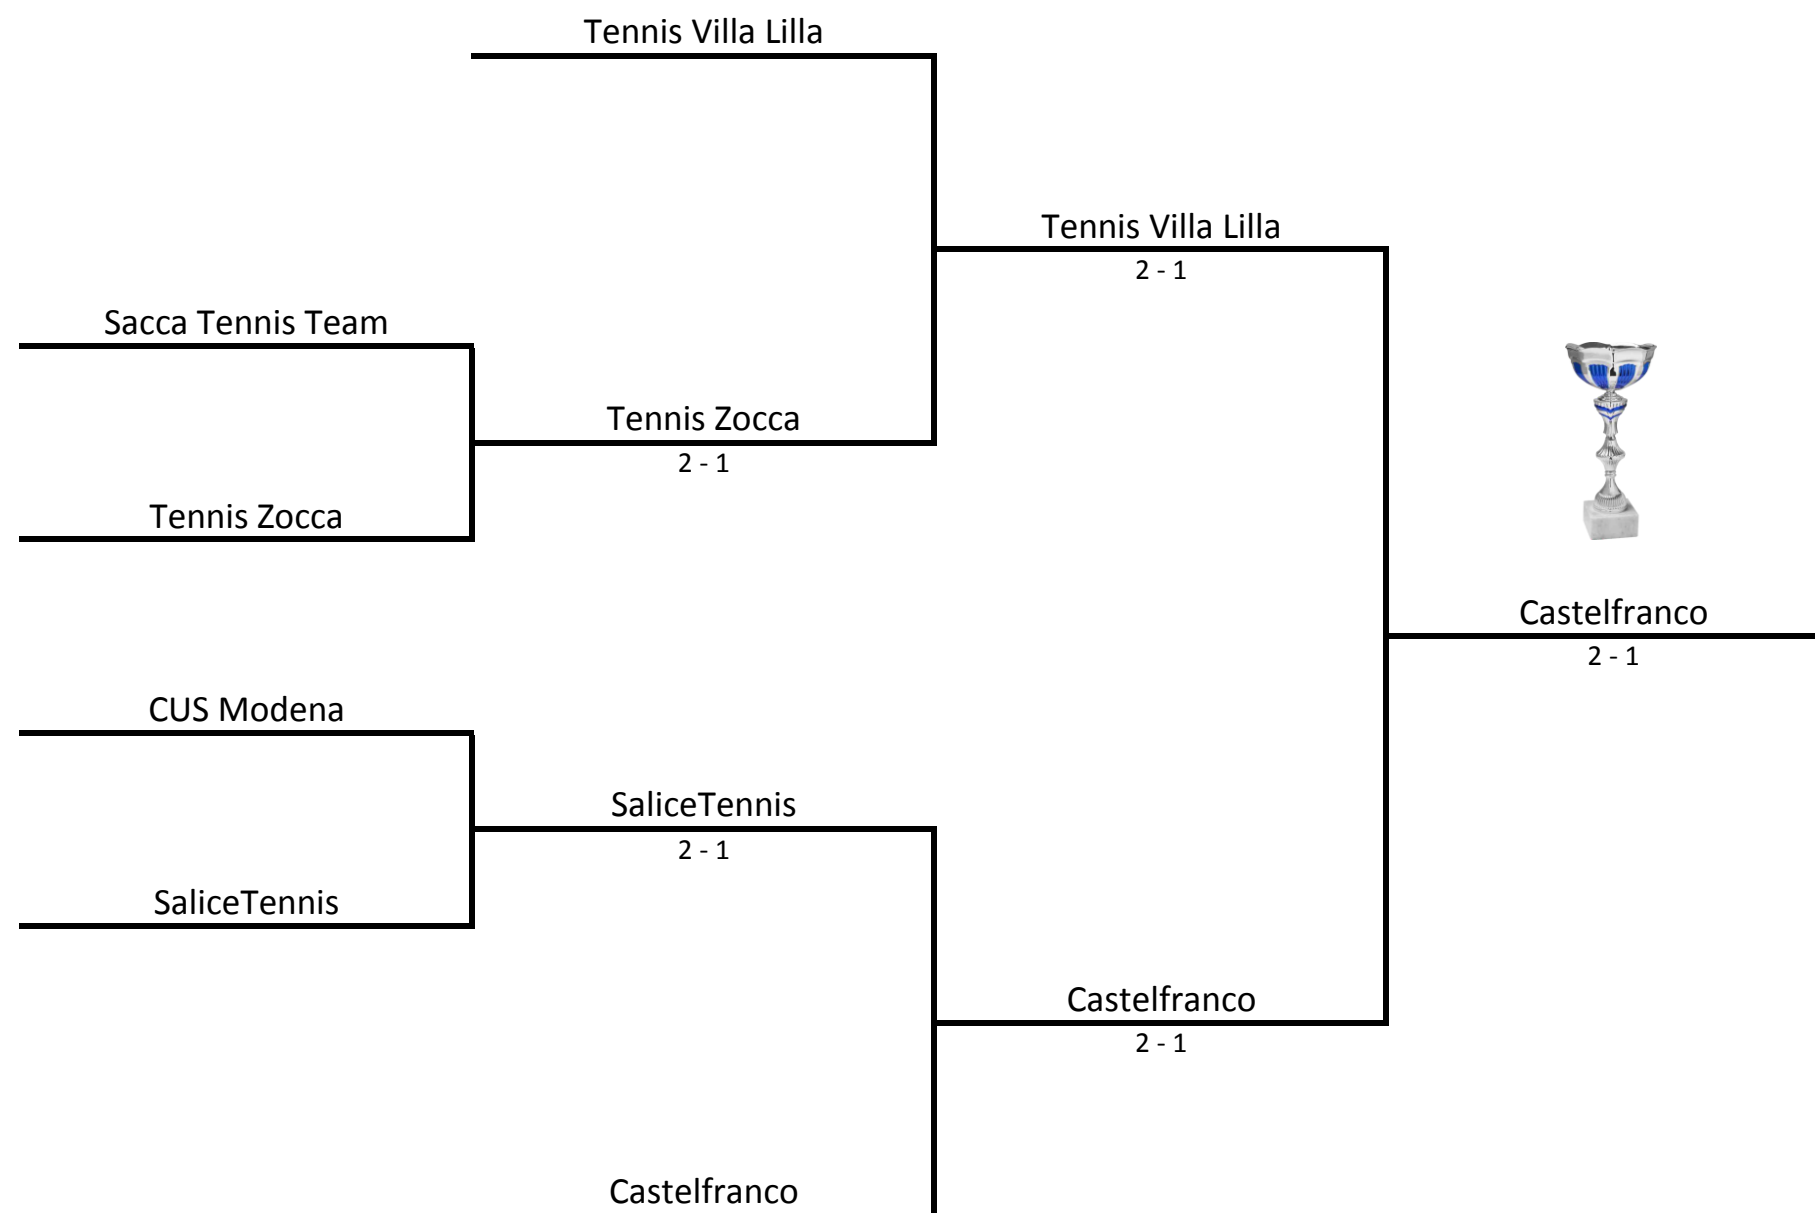 Tennis Villa Lilla
Tennis Villa Lilla
2 - 1
Sacca Tennis Team
Tennis Zocca
2 - 1
Tennis Zocca
Castelfranco
2 - 1
CUS Modena
SaliceTennis
2 - 1
SaliceTennis
Castelfranco
2 - 1
Castelfranco